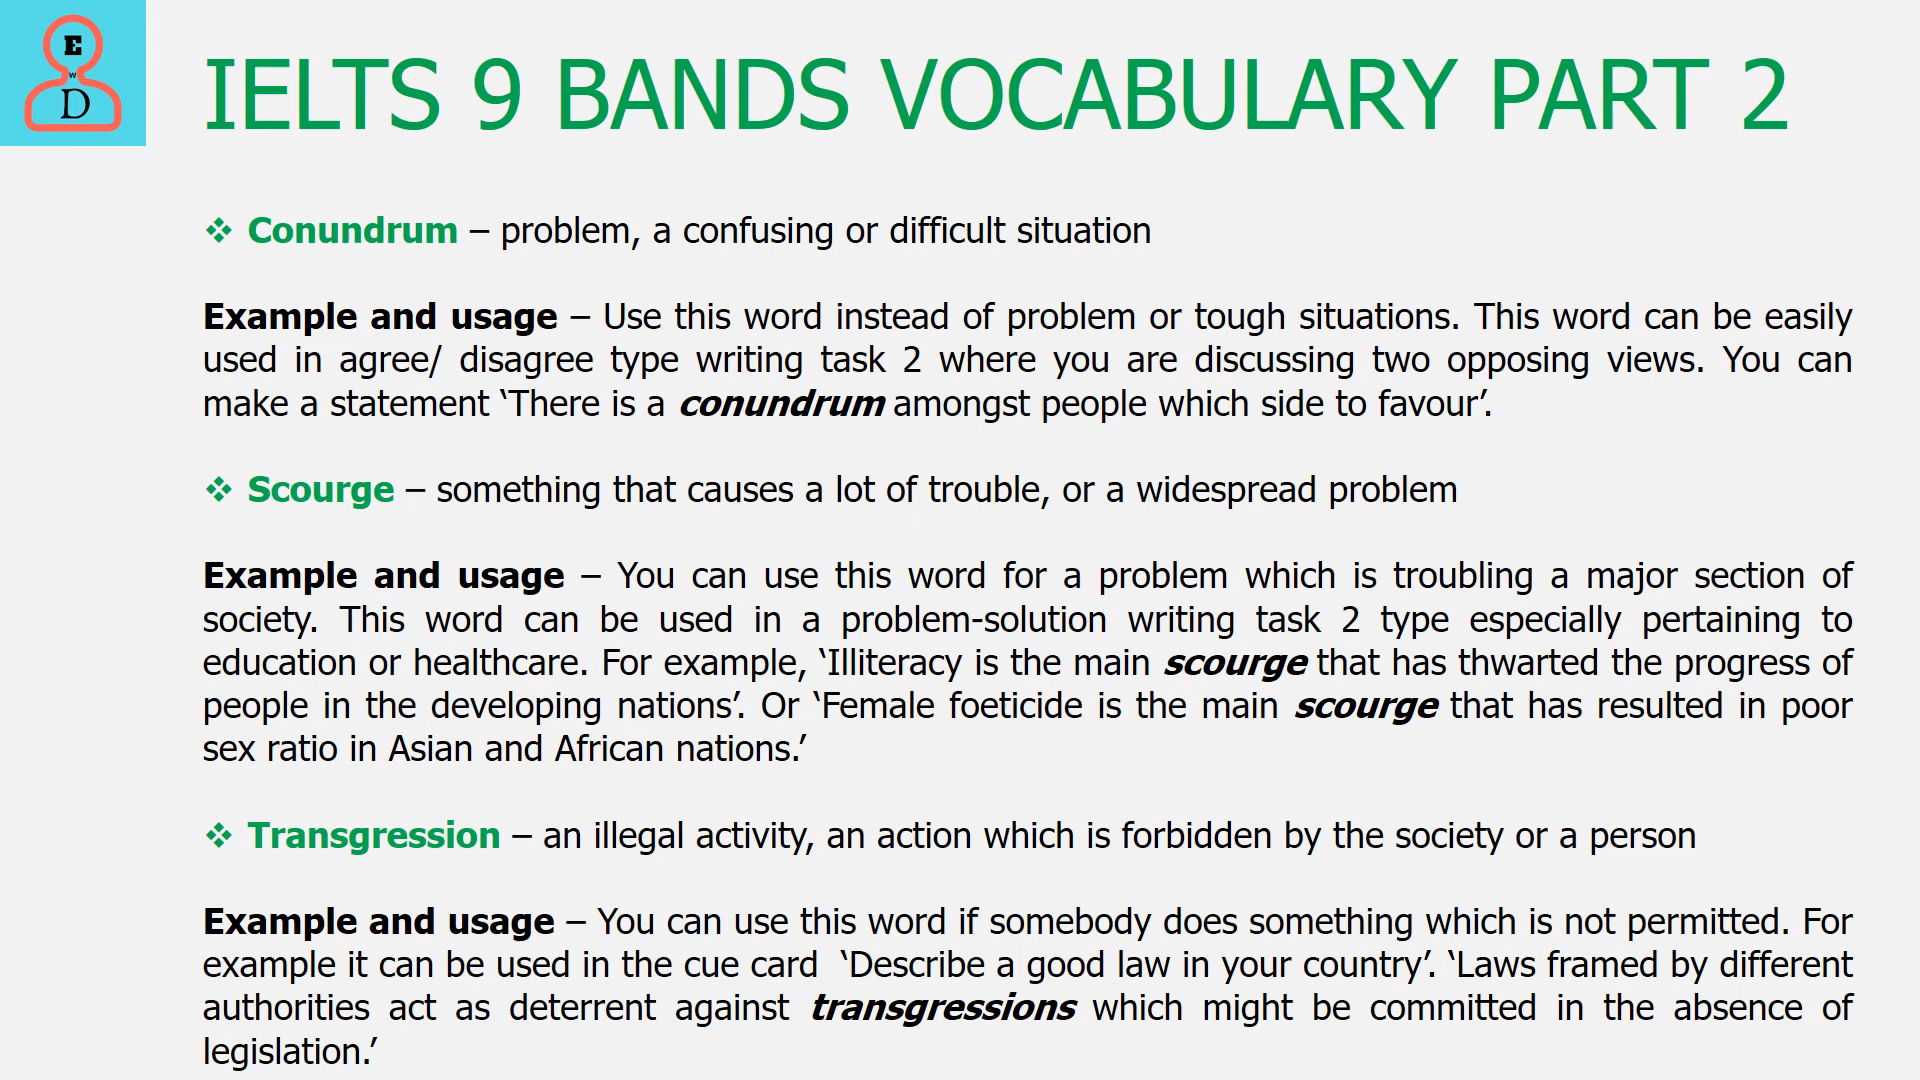 E
w
D
IELTS 9 BANDS VOCABULARY PART 2
❖ Conundrum – problem, a confusing or difficult situation
Example and usage – Use this word instead of problem or tough situations. This word can be easily
used in agree/ disagree type writing task 2 where you are discussing two opposing views. You can
make a statement ‘There is a conundrum amongst people which side to favour’.
❖ Scourge – something that causes a lot of trouble, or a widespread problem
Example and usage – You can use this word for a problem which is troubling a major section of
society. This word can be used in a problem-solution writing task 2 type especially pertaining to
education or healthcare. For example, ‘Illiteracy is the main scourge that has thwarted the progress of
people in the developing nations’. Or ‘Female foeticide is the main scourge that has resulted in poor
sex ratio in Asian and African nations.’
❖ Transgression – an illegal activity, an action which is forbidden by the society or a person
Example and usage – You can use this word if somebody does something which is not permitted. For
example it can be used in the cue card ‘Describe a good law in your country’. ‘Laws framed by different
authorities act as deterrent against transgressions which might be committed in the absence of
legislation.’